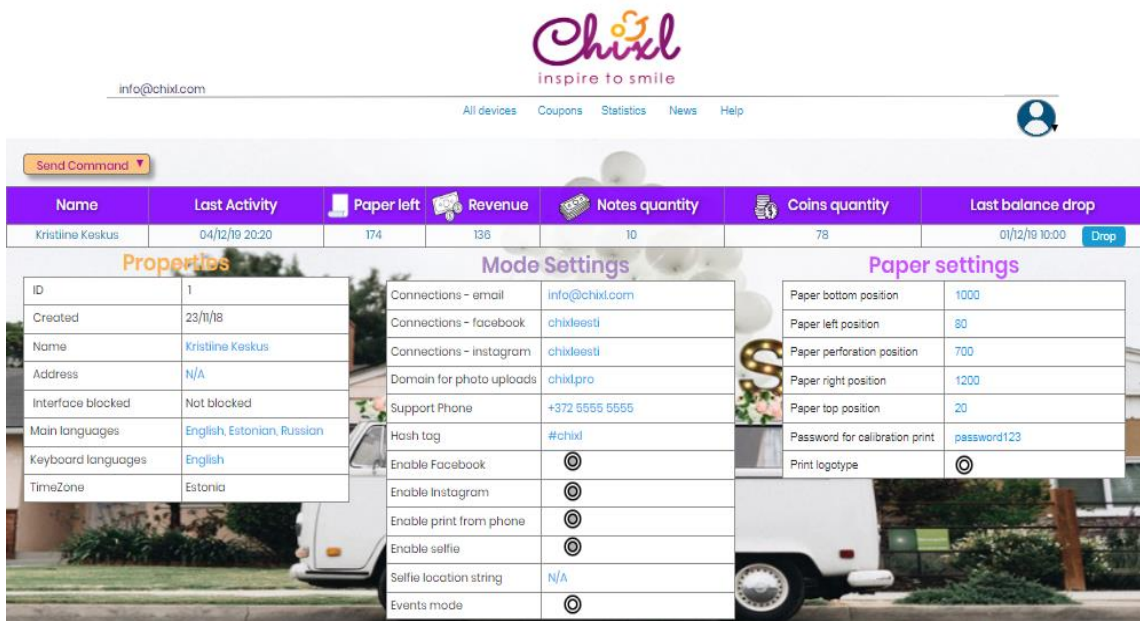 Chixl
inspire to smile
info@chixl.com
All devices Coupons Statistics News Help
Send Command
Name Last Activity Paper left Revenue Notes quantity Coins quantity Last balance drop
Kristiine Keskus 04/12/19 20:20 174 136 10 78 01/12/19 10:00 Drop
Properties
ID 1
Created 23/11/18
Name Kristiine Keskus
Address N/A
Interface blocked Not blocked
Main languages English, Estonian, Russian
Keyboard languages English
TimeZone Estonia
Mode Settings
Connections - email info@chixl.com
Connections - facebook chixleesti
Connections - instagram chixleesti
Domain for photo uploads chixl.pro
Support Phone +372 5555 5555
Hash tag #chixl
Enable Facebook
Enable Instagram
Enable print from phone
Enable selfie
Selfie location string N/A
Events mode
Paper settings
Paper bottom position 1000
Paper left position 80
Paper perforation position 700
Paper right position 1200
Paper top position 20
Password for calibration print password123
Print logotype
S